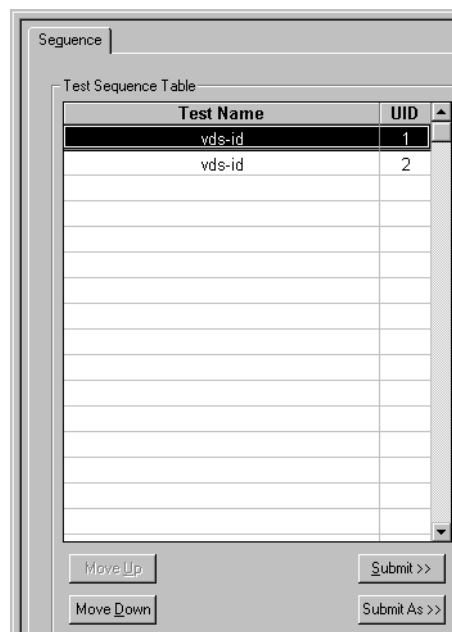 Sequence
Test Sequence Table
Test Name UID
vds-id 1
vds-id 2
Move Up Submit >>
Move Down Submit As >>